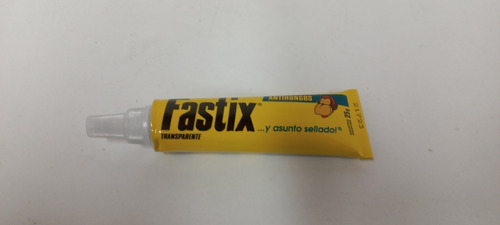 ANTIHONGOS
Fastix®
TRANSPARENTE
...y asunto sellado!®
25g